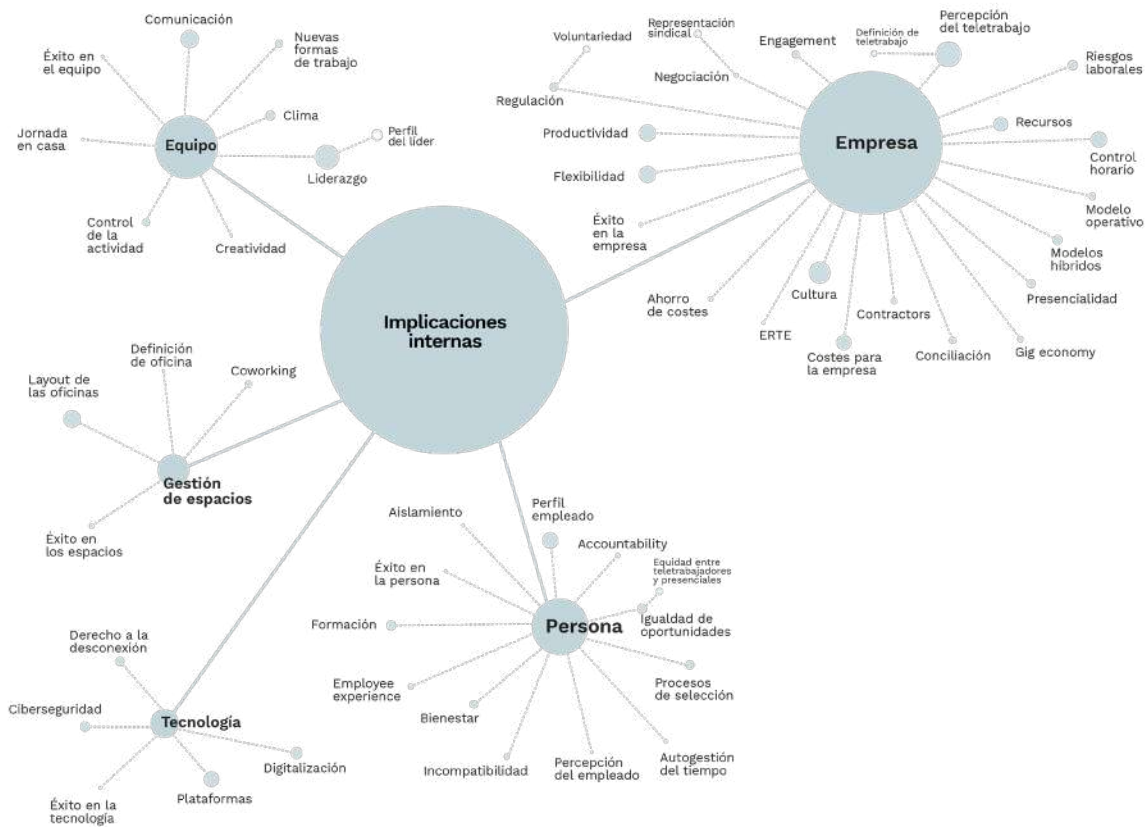 Comunicación
Éxito en
el equipo
Nuevas
formas
de trabajo
Clima
Jornada
en casa
Equipo
Perfil
del líder
Liderazgo
Control
de la
actividad
Creatividad
Voluntariedad
Representación
sindical
Engagement
Definición de
teletrabajo
Percepción
del teletrabajo
Riesgos
laborales
Negociación
Regulación
Productividad
Empresa
Recursos
Control
horario
Flexibilidad
Modelo
operativo
Éxito
en la
empresa
Modelos
híbridos
Ahorro
de costes
Cultura
Presencialidad
Contractors
ERTE
Costes para
la empresa
Conciliación
Gig economy
Implicaciones
internas
Definición
de oficina
Layout de
las oficinas
Coworking
Gestión
de espacios
Éxito en
los espacios
Aislamiento
Perfil
empleado
Accountability
Éxito en
la persona
Equidad entre
teletrabajadores
y presenciales
Formación
Persona
Igualdad de
oportunidades
Employee
experience
Procesos
de selección
Bienestar
Incompatibilidad
Percepción
del empleado
Autogestión
del tiempo
Derecho a la
desconexión
Ciberseguridad
Tecnología
Digitalización
Plataformas
Éxito en la
tecnología